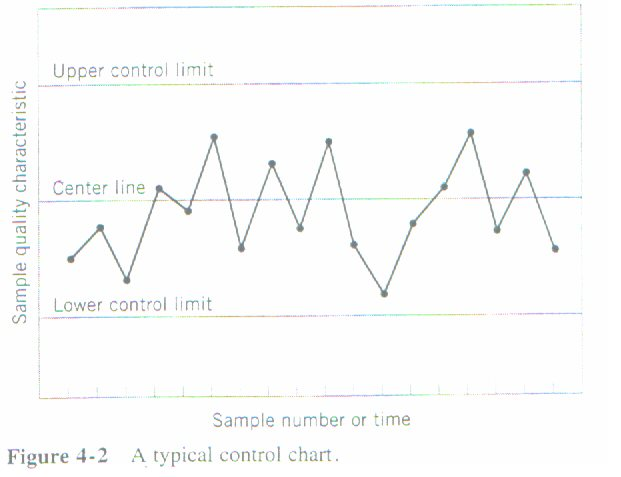 Upper control limit
Sample quality characteristic
Center line
Lower control limit
Sample number or time
Figure 4-2 A typical control chart.